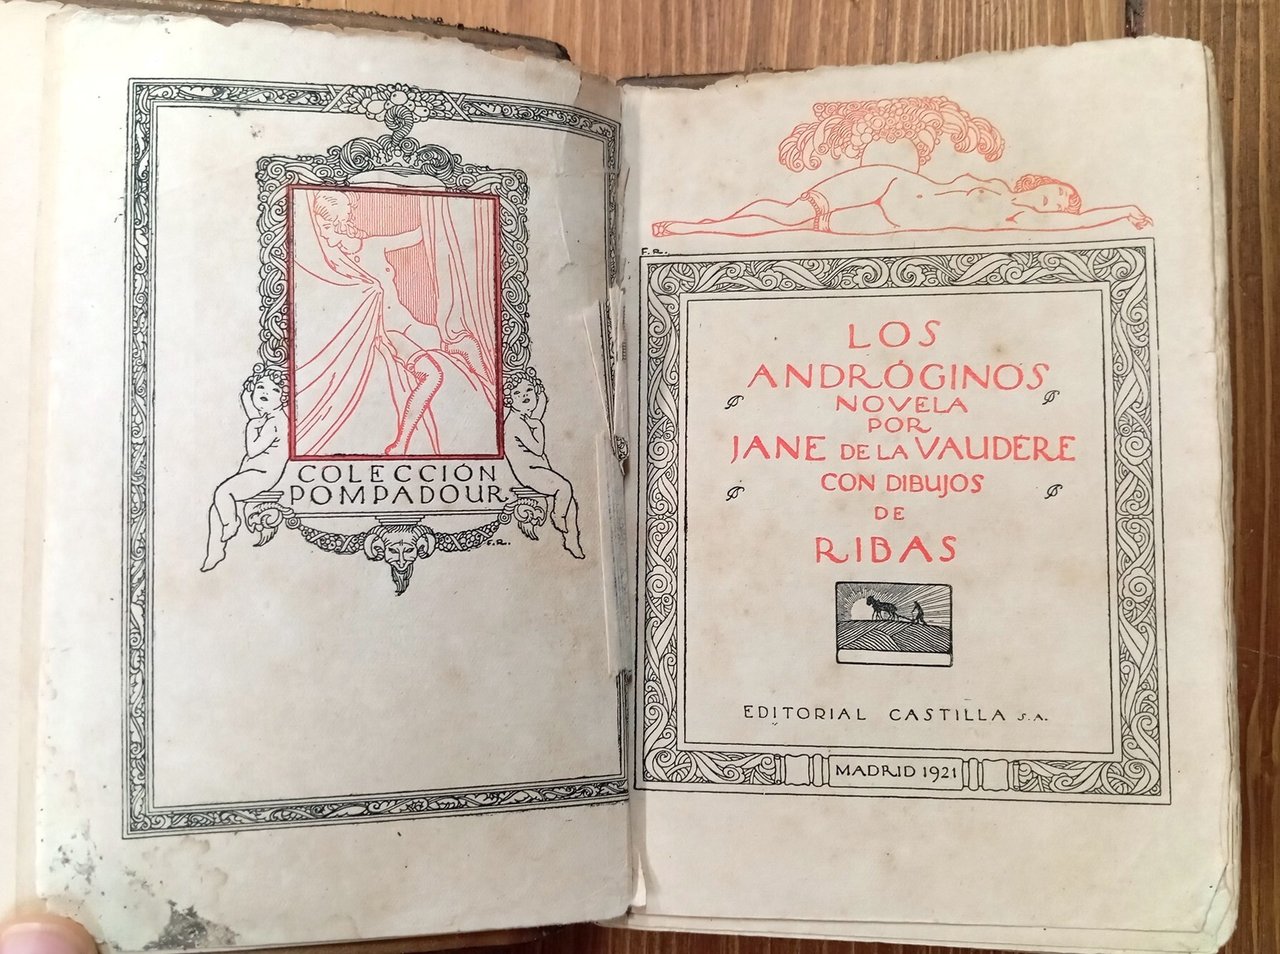 COLECCIÓN
POMPADOUR
F.R.
F.R.
LOS
ANDRÓGINOS
NOVELA
POR
JANE DE LA VAUDERE
CON DIBUJOS
DE
RIBAS
EDITORIAL CASTILLA S.A.
MADRID 1921